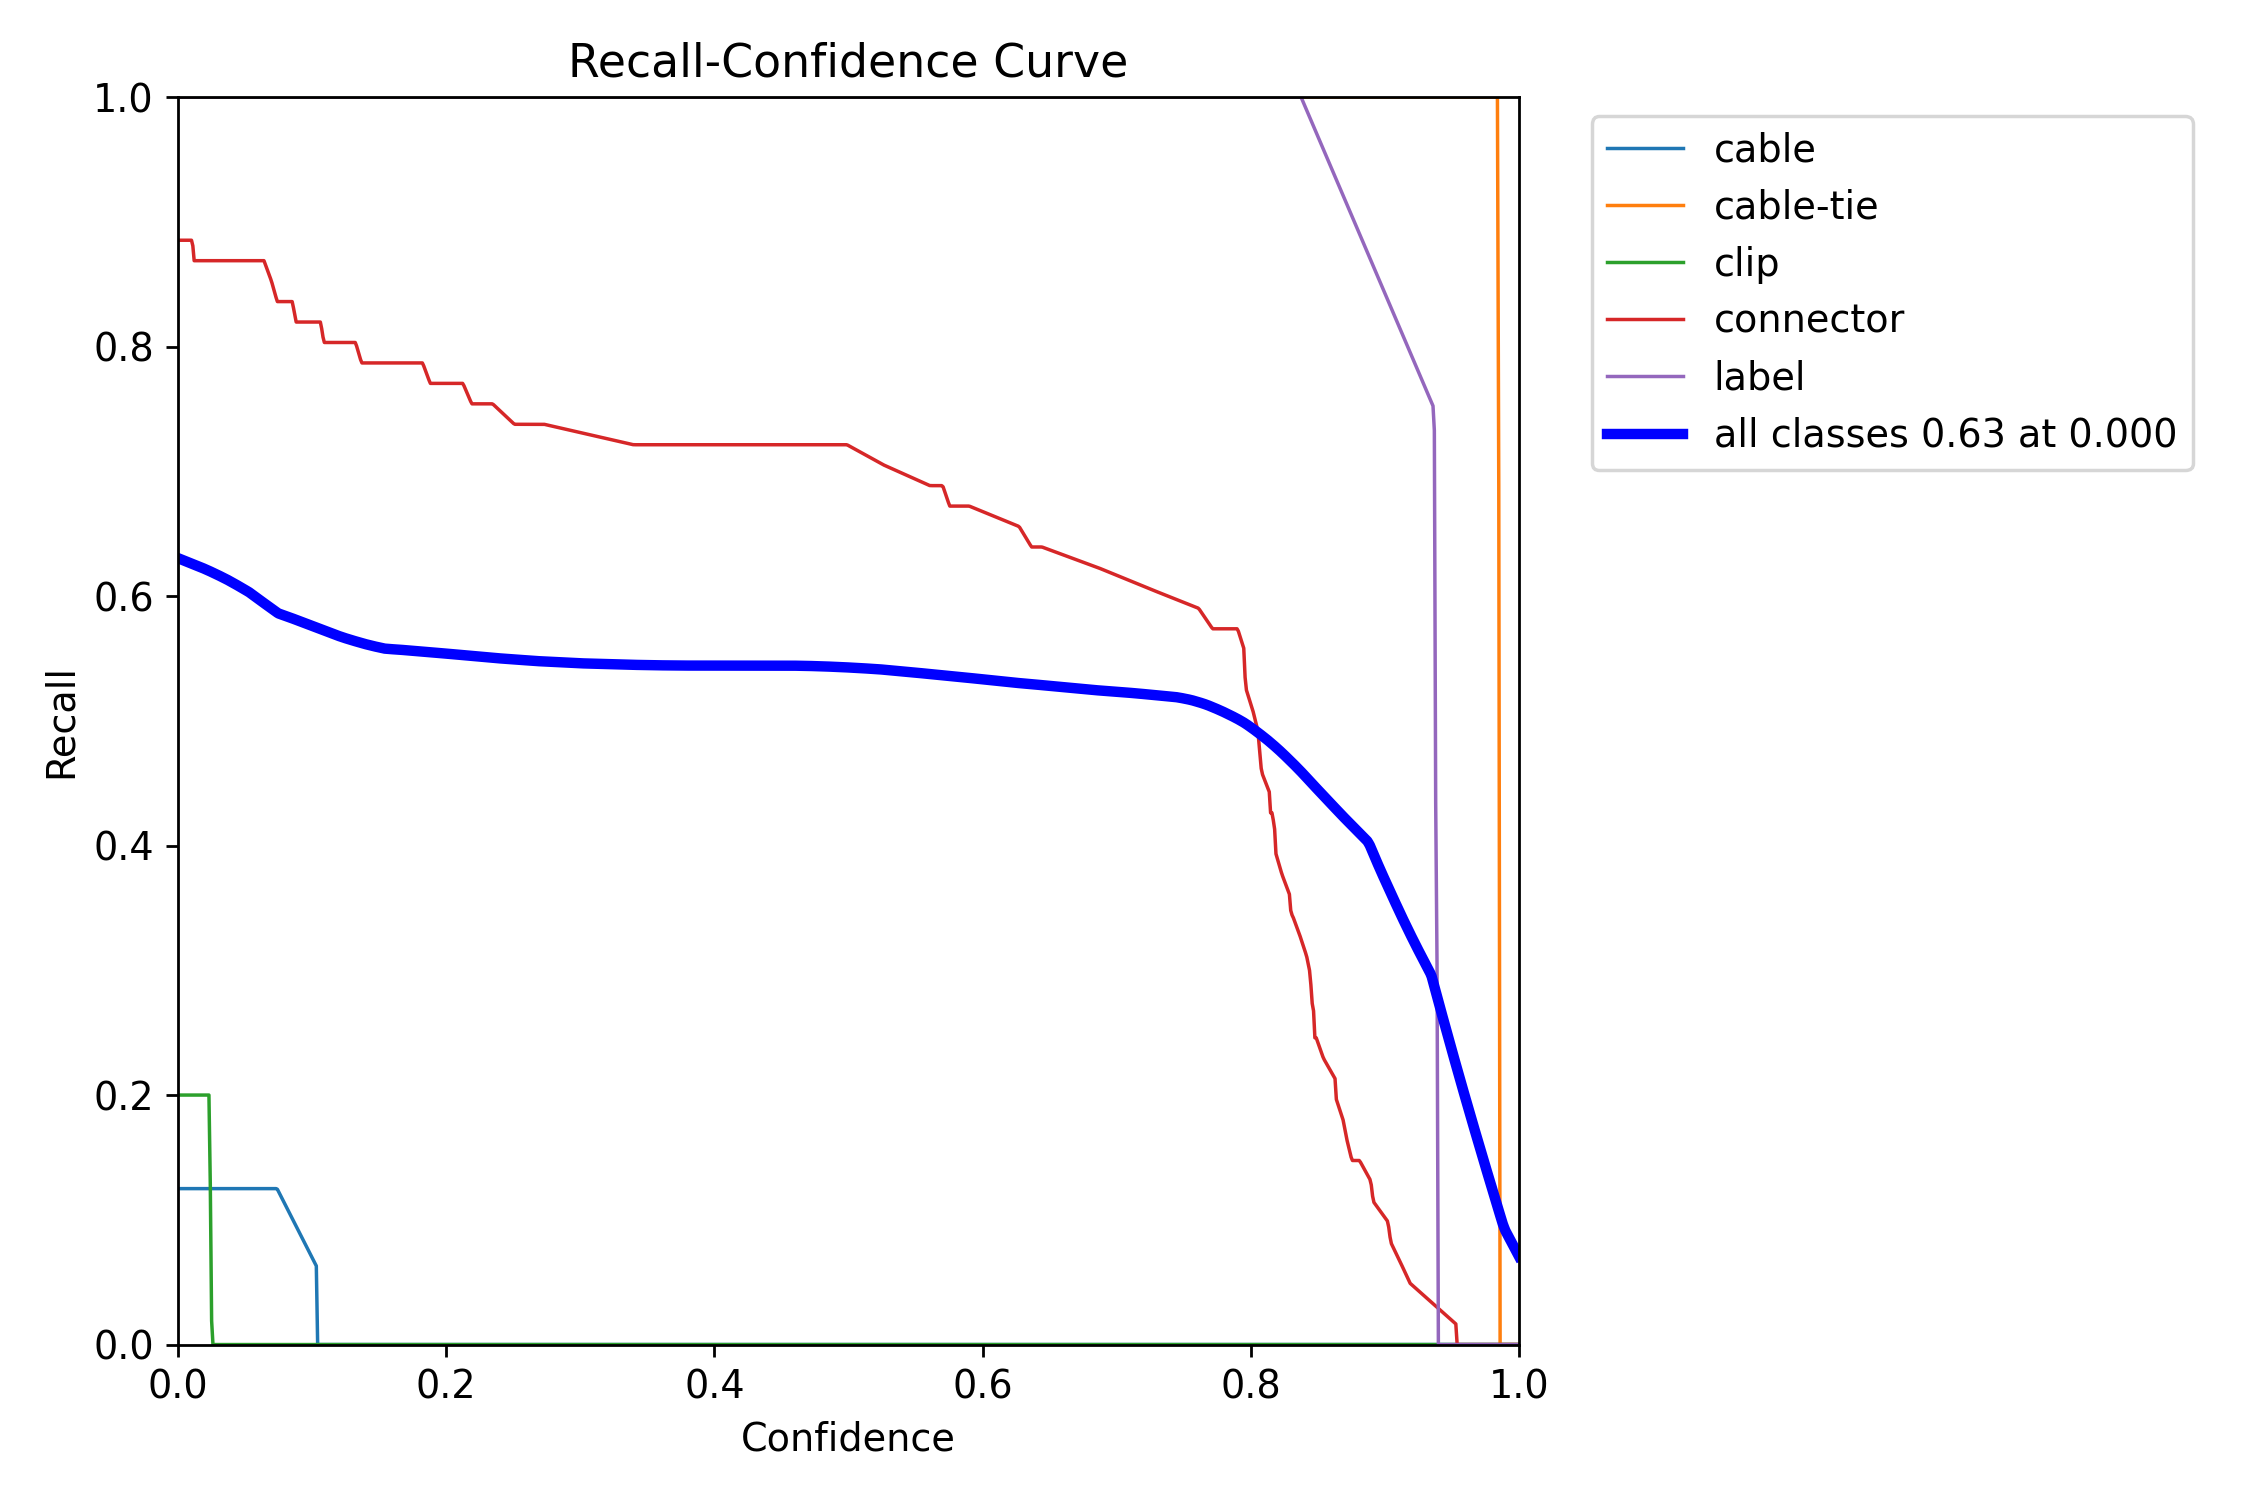 Recall-Confidence Curve
1.0
0.8
0.6
0.4
0.2
0.0
Recall
0.0 0.2 0.4 0.6 0.8 1.0
Confidence
cable
cable-tie
clip
connector
label
all classes 0.63 at 0.000